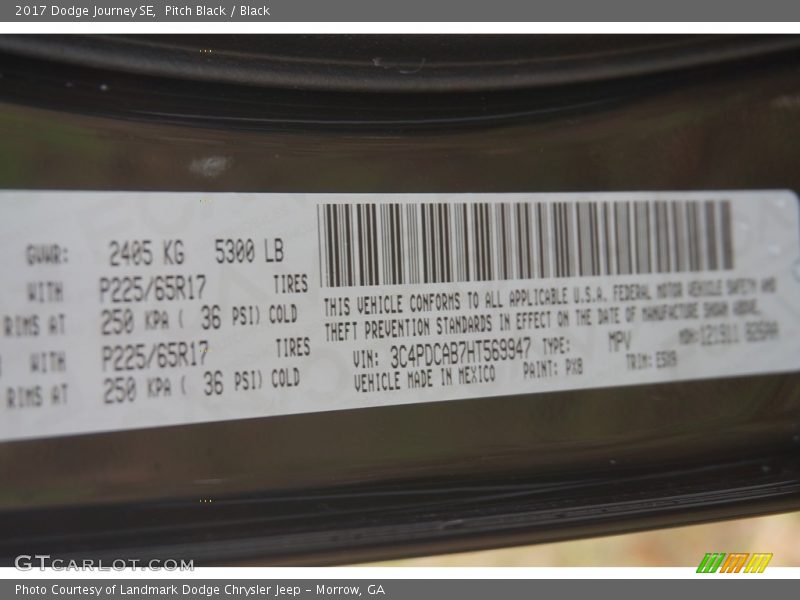 2017 Dodge Journey SE, Pitch Black / Black
GVWR: 2405 KG 5300 LB
WITH P225/65R17 TIRES
RIMS AT 250 KPA ( 36 PSI) COLD
WITH P225/65R17 TIRES
RIMS AT 250 KPA ( 36 PSI) COLD
THIS VEHICLE CONFORMS TO ALL APPLICABLE U.S.A. FEDERAL MOTOR VEHICLE SAFETY AND
THEFT PREVENTION STANDARDS IN EFFECT ON THE DATE OF MANUFACTURE SHOWN ABOVE.
VIN: 3C4PDCAB7HT569947 TYPE: MPV
VEHICLE MADE IN MEXICO PAINT: PX8 TRIM:
GTCARLOT.COM
Photo Courtesy of Landmark Dodge Chrysler Jeep – Morrow, GA